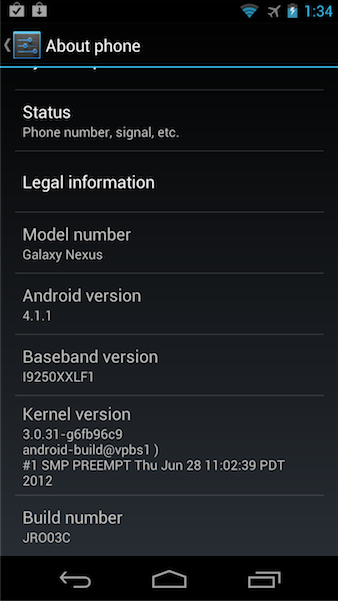 1:34
About phone
Status
Phone number, signal, etc.
Legal information
Model number
Galaxy Nexus
Android version
4.1.1
Baseband version
I9250XXLF1
Kernel version
3.0.31-g6fb96c9
android-build@vpbs1 )
#1 SMP PREEMPT Thu Jun 28 11:02:39 PDT
2012
Build number
JRO03C